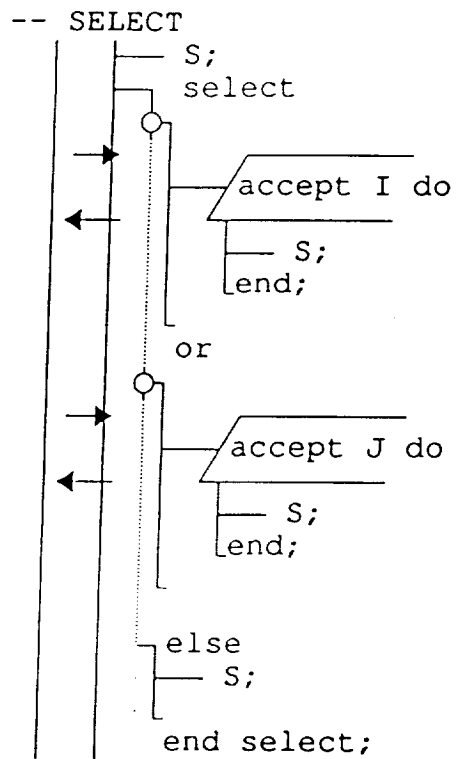 -- SELECT
S;
select
accept I do
S;
end;
or
accept J do
S;
end;
else
S;
end select;